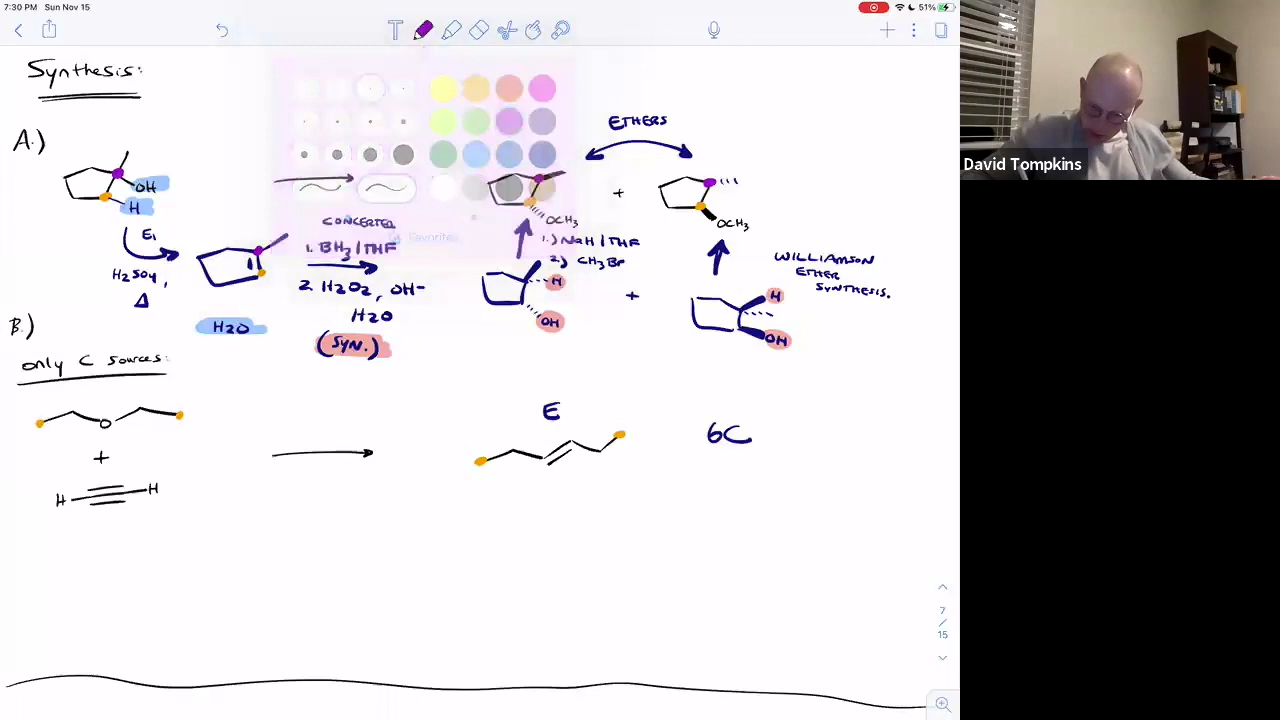 7:30 PM Sun Nov 15
51%
T
Synthesis:
A.)
OH
H
E1
H2SO4,
Δ
H2O
CONCERTED
1. BH3/THF
2. H2O2, OH-
H2O
(SYN.)
Favorites
ETHERS
+
OCH3
OCH3
1.) NaH/THF
2.) CH3Br
WILLIAMSON
ETHER
SYNTHESIS.
H
OH
+
H
OH
B.)
only C sources:
O
+
H
H
E
6C
7
/
15
David Tompkins